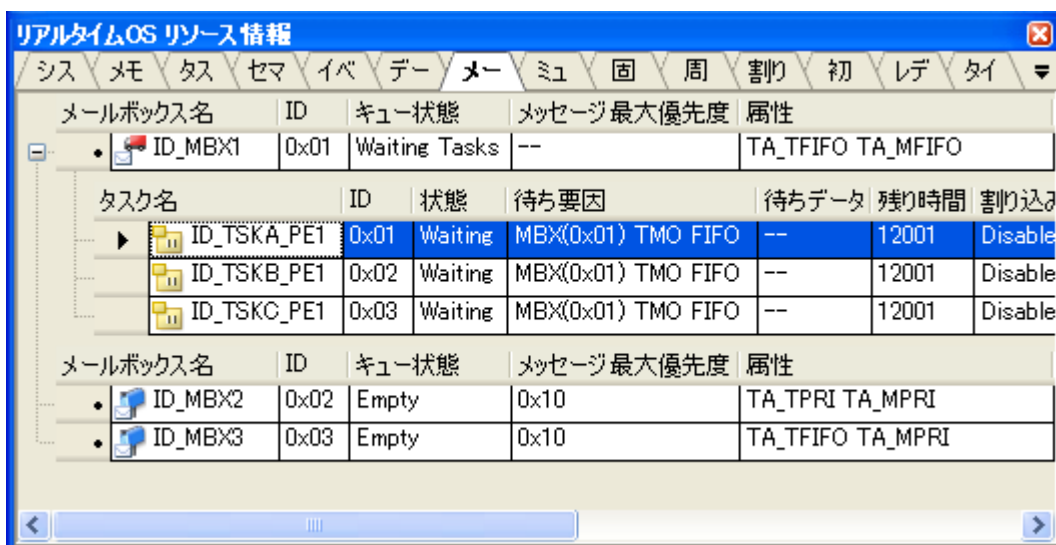 リアルタイムOS リソース情報
シス メモ タス セマ イベ デー メー ミュ 固 周 割り 初 レデ タイ
メールボックス名 ID キュー状態 メッセージ最大優先度 属性
ID_MBX1 0x01 Waiting Tasks -- TA_TFIFO TA_MFIFO
タスク名 ID 状態 待ち要因 待ちデータ 残り時間 割り込み
ID_TSKA_PE1 0x01 Waiting MBX(0x01) TMO FIFO -- 12001 Disable
ID_TSKB_PE1 0x02 Waiting MBX(0x01) TMO FIFO -- 12001 Disable
ID_TSKC_PE1 0x03 Waiting MBX(0x01) TMO FIFO -- 12001 Disable
メールボックス名 ID キュー状態 メッセージ最大優先度 属性
ID_MBX2 0x02 Empty 0x10 TA_TPRI TA_MPRI
ID_MBX3 0x03 Empty 0x10 TA_TFIFO TA_MPRI